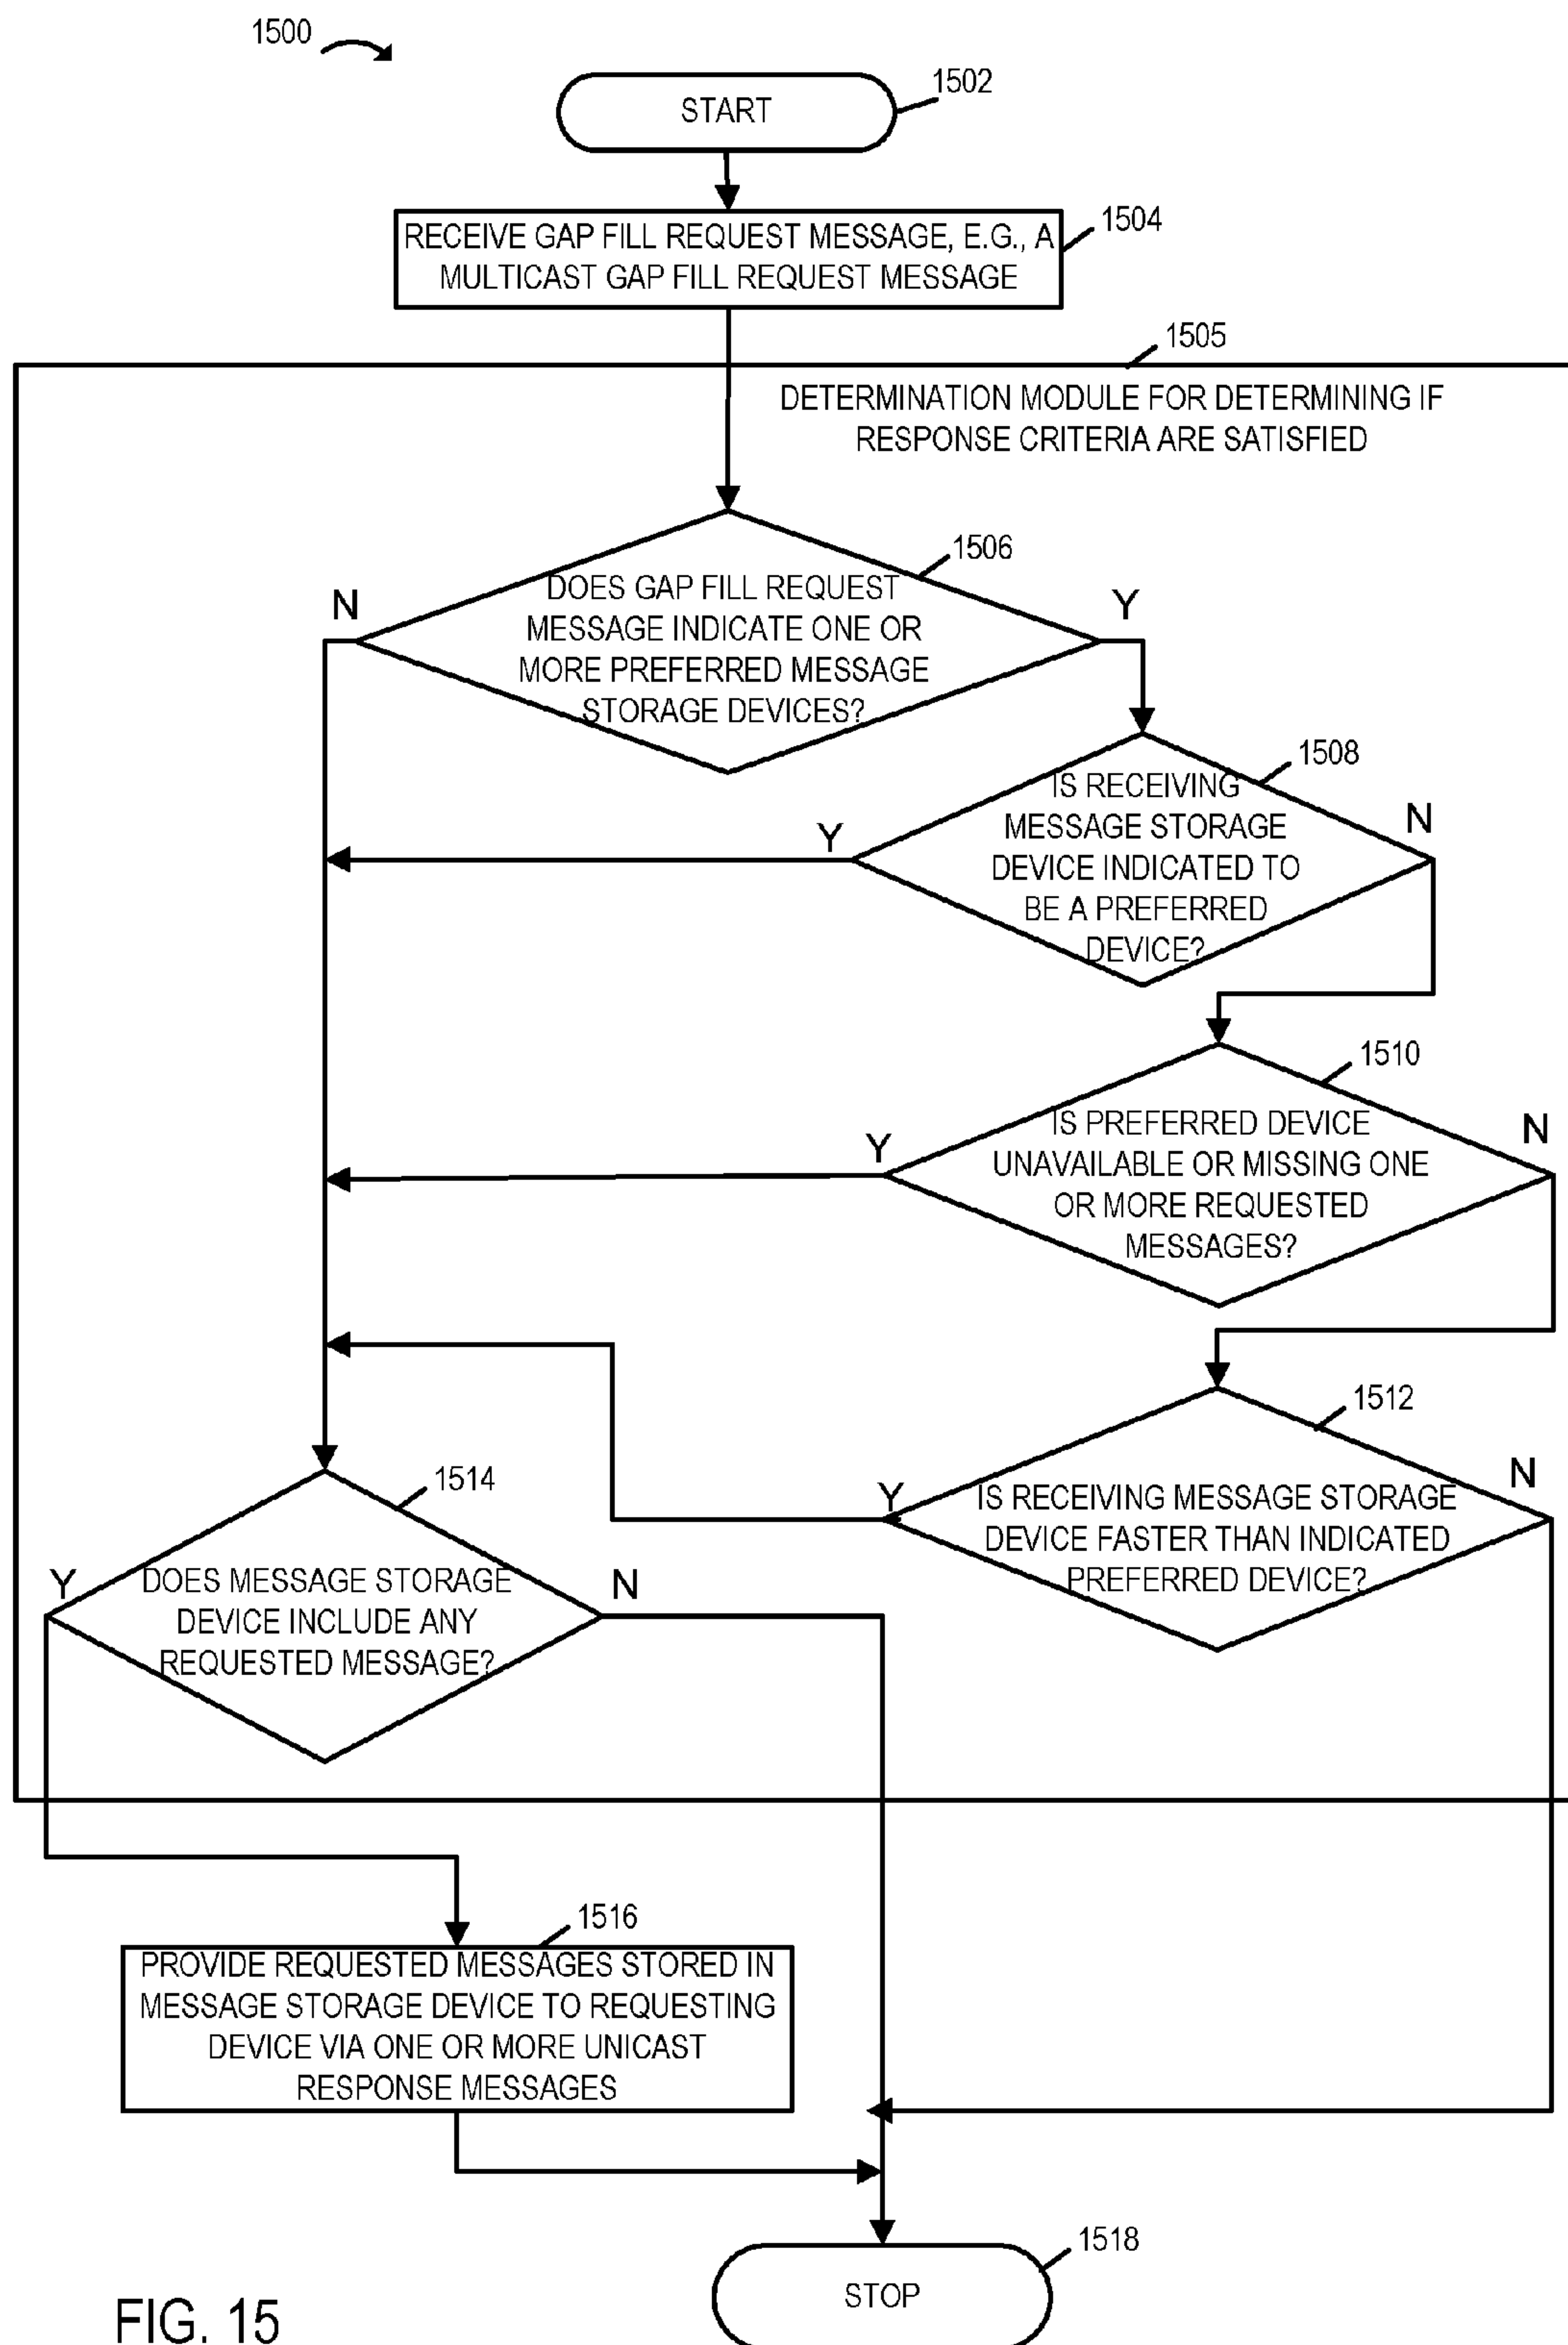 1500
START
1502
RECEIVE GAP FILL REQUEST MESSAGE, E.G., A
MULTICAST GAP FILL REQUEST MESSAGE
1504
1505
DETERMINATION MODULE FOR DETERMINING IF
RESPONSE CRITERIA ARE SATISFIED
1506
DOES GAP FILL REQUEST
MESSAGE INDICATE ONE OR
MORE PREFERRED MESSAGE
STORAGE DEVICES?
N
Y
1508
IS RECEIVING
MESSAGE STORAGE
DEVICE INDICATED TO
BE A PREFERRED
DEVICE?
Y
N
1510
IS PREFERRED DEVICE
UNAVAILABLE OR MISSING ONE
OR MORE REQUESTED
MESSAGES?
Y
N
1512
IS RECEIVING MESSAGE STORAGE
DEVICE FASTER THAN INDICATED
PREFERRED DEVICE?
Y
N
1514
DOES MESSAGE STORAGE
DEVICE INCLUDE ANY
REQUESTED MESSAGE?
Y
N
1516
PROVIDE REQUESTED MESSAGES STORED IN
MESSAGE STORAGE DEVICE TO REQUESTING
DEVICE VIA ONE OR MORE UNICAST
RESPONSE MESSAGES
1518
STOP
FIG. 15